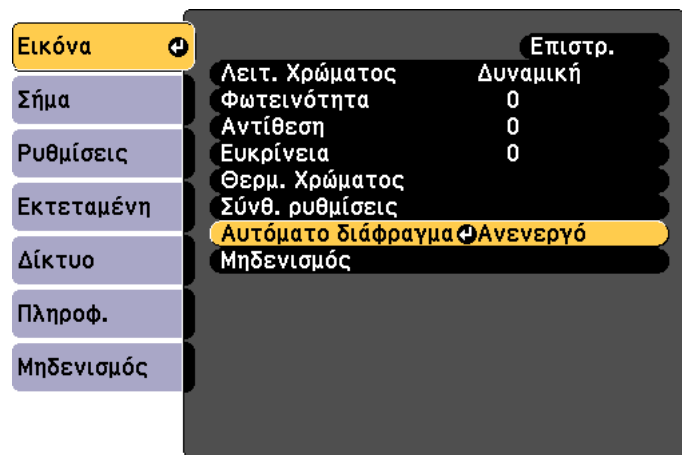 Εικόνα
Σήμα
Ρυθμίσεις
Εκτεταμένη
Δίκτυο
Πληροφ.
Μηδενισμός
Επιστρ.
Λειτ. Χρώματος Δυναμική
Φωτεινότητα 0
Αντίθεση 0
Ευκρίνεια 0
Θερμ. Χρώματος
Σύνθ. ρυθμίσεις
Αυτόματο διάφραγμα Ανενεργό
Μηδενισμός